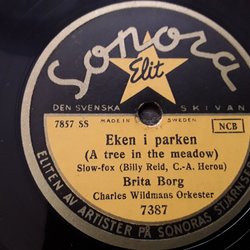 Sonora
Elit
DEN SVENSKA SKIVAN
7857 SS
MADE IN SWEDEN
NCB
Eken i parken
(A tree in the meadow)
Slow-fox (Billy Reid, C.-A. Herou)
Brita Borg
Charles Wildmans Orkester
7387
ELITEN AV ARTISTER PÅ SONORAS STJÄRNSKIVOR